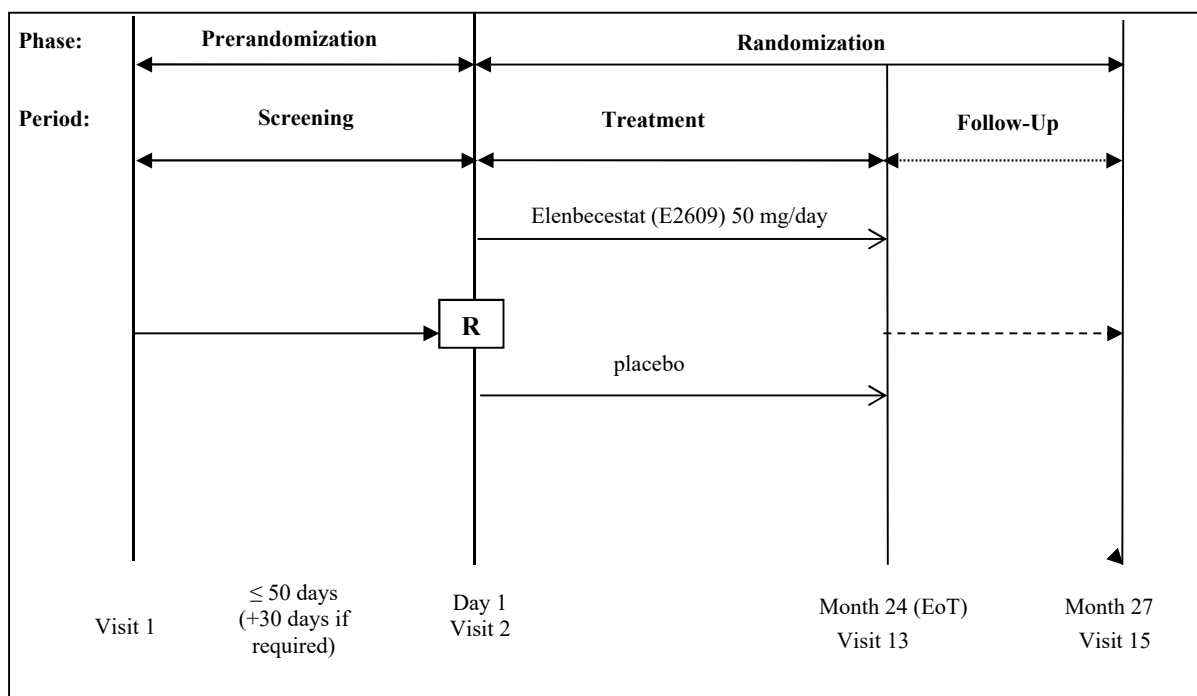 Phase:
Prerandomization
Randomization
Period:
Screening
Treatment
Follow-Up
Elenbecestat (E2609) 50 mg/day
R
placebo
Visit 1
≤ 50 days
(+30 days if
required)
Day 1
Visit 2
Month 24 (EoT)
Visit 13
Month 27
Visit 15